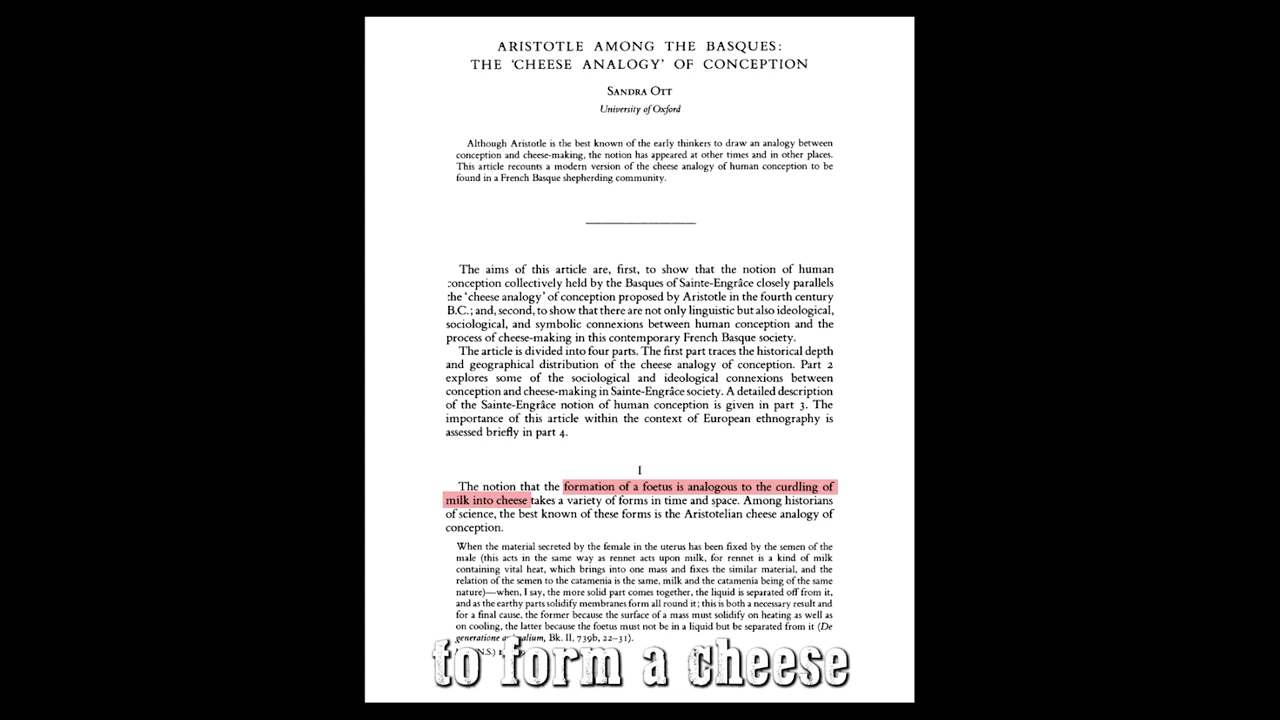 ARISTOTLE AMONG THE BASQUES:
THE ‘CHEESE ANALOGY’ OF CONCEPTION
SANDRA OTT
University of Oxford
Although Aristotle is the best known of the early thinkers to draw an analogy between
conception and cheese-making, the notion has appeared at other times and in other places.
This article recounts a modern version of the cheese analogy of human conception to be
found in a French Basque shepherding community.
The aims of this article are, first, to show that the notion of human
conception collectively held by the Basques of Sainte-Engrâce closely parallels
the ‘cheese analogy’ of conception proposed by Aristotle in the fourth century
B.C.; and, second, to show that there are not only linguistic but also ideological,
sociological, and symbolic connexions between human conception and the
process of cheese-making in this contemporary French Basque society.
The article is divided into four parts. The first part traces the historical depth
and geographical distribution of the cheese analogy of conception. Part 2
explores some of the sociological and ideological connexions between
conception and cheese-making in Sainte-Engrâce society. A detailed description
of the Sainte-Engrâce notion of human conception is given in part 3. The
importance of this article within the context of European ethnography is
assessed briefly in part 4.
I
The notion that the formation of a foetus is analogous to the curdling of
milk into cheese takes a variety of forms in time and space. Among historians
of science, the best known of these forms is the Aristotelian cheese analogy of
conception.
When the material secreted by the female in the uterus has been fixed by the semen of the
male (this acts in the same way as rennet acts upon milk, for rennet is a kind of milk
containing vital heat, which brings into one mass and fixes the similar material, and the
relation of the semen to the catamenia is the same, milk and the catamenia being of the same
nature)—when, I say, the more solid part comes together, the liquid is separated off from it,
and as the earthy parts solidify membranes form all round it; this is both a necessary result and
for a final cause, the former because the surface of a mass must solidify on heating as well as
on cooling, the latter because the foetus must not be in a liquid but be separated from it (De
generatione animalium, Bk. II, 739b, 22–31).
to form a cheese